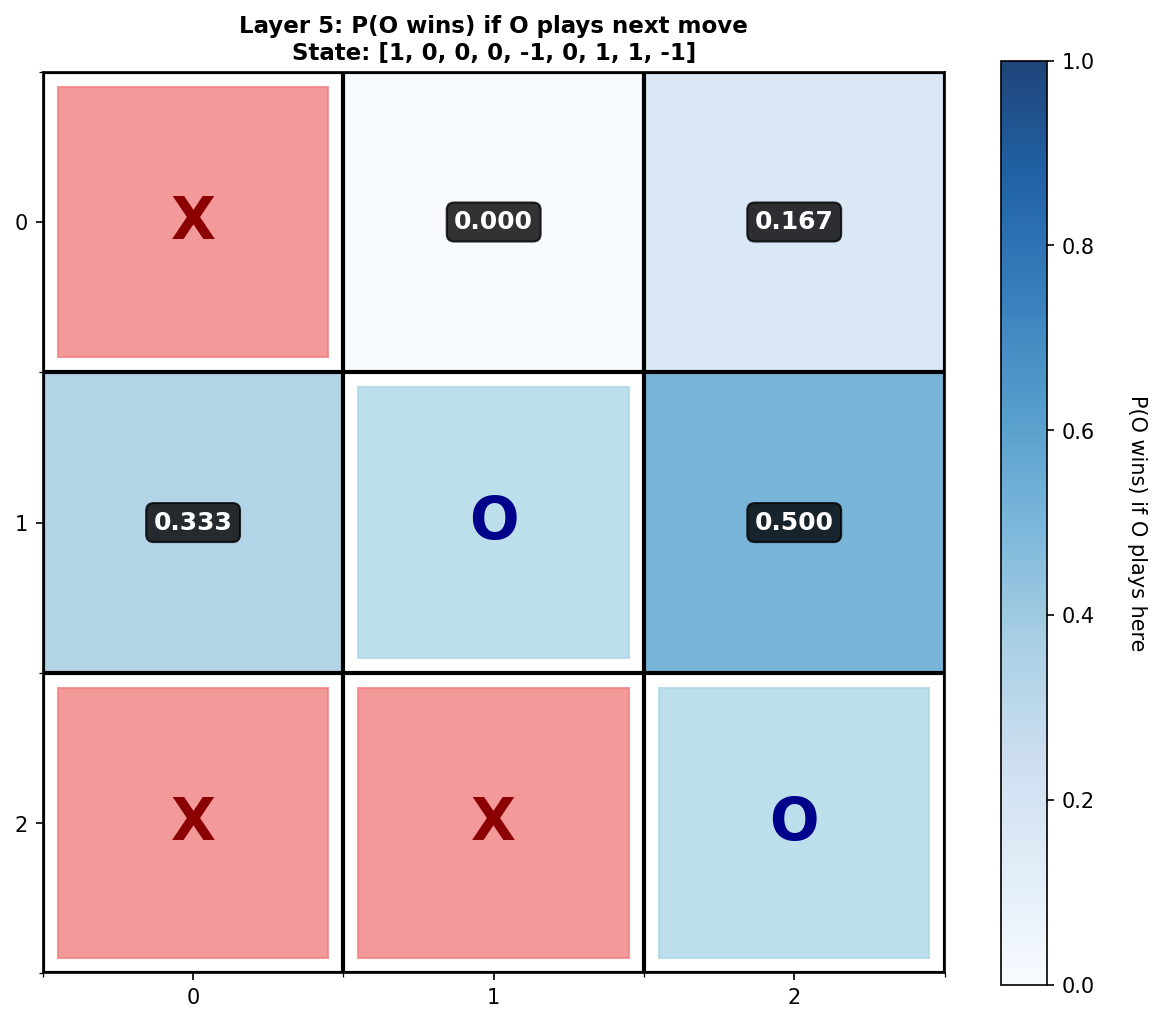 Layer 5: P(O wins) if O plays next move
State: [1, 0, 0, 0, -1, 0, 1, 1, -1]
0
X
0.000
0.167
1
0.333
O
0.500
2
X
X
O
0
1
2
1.0
0.8
0.6
0.4
0.2
0.0
P(O wins) if O plays here